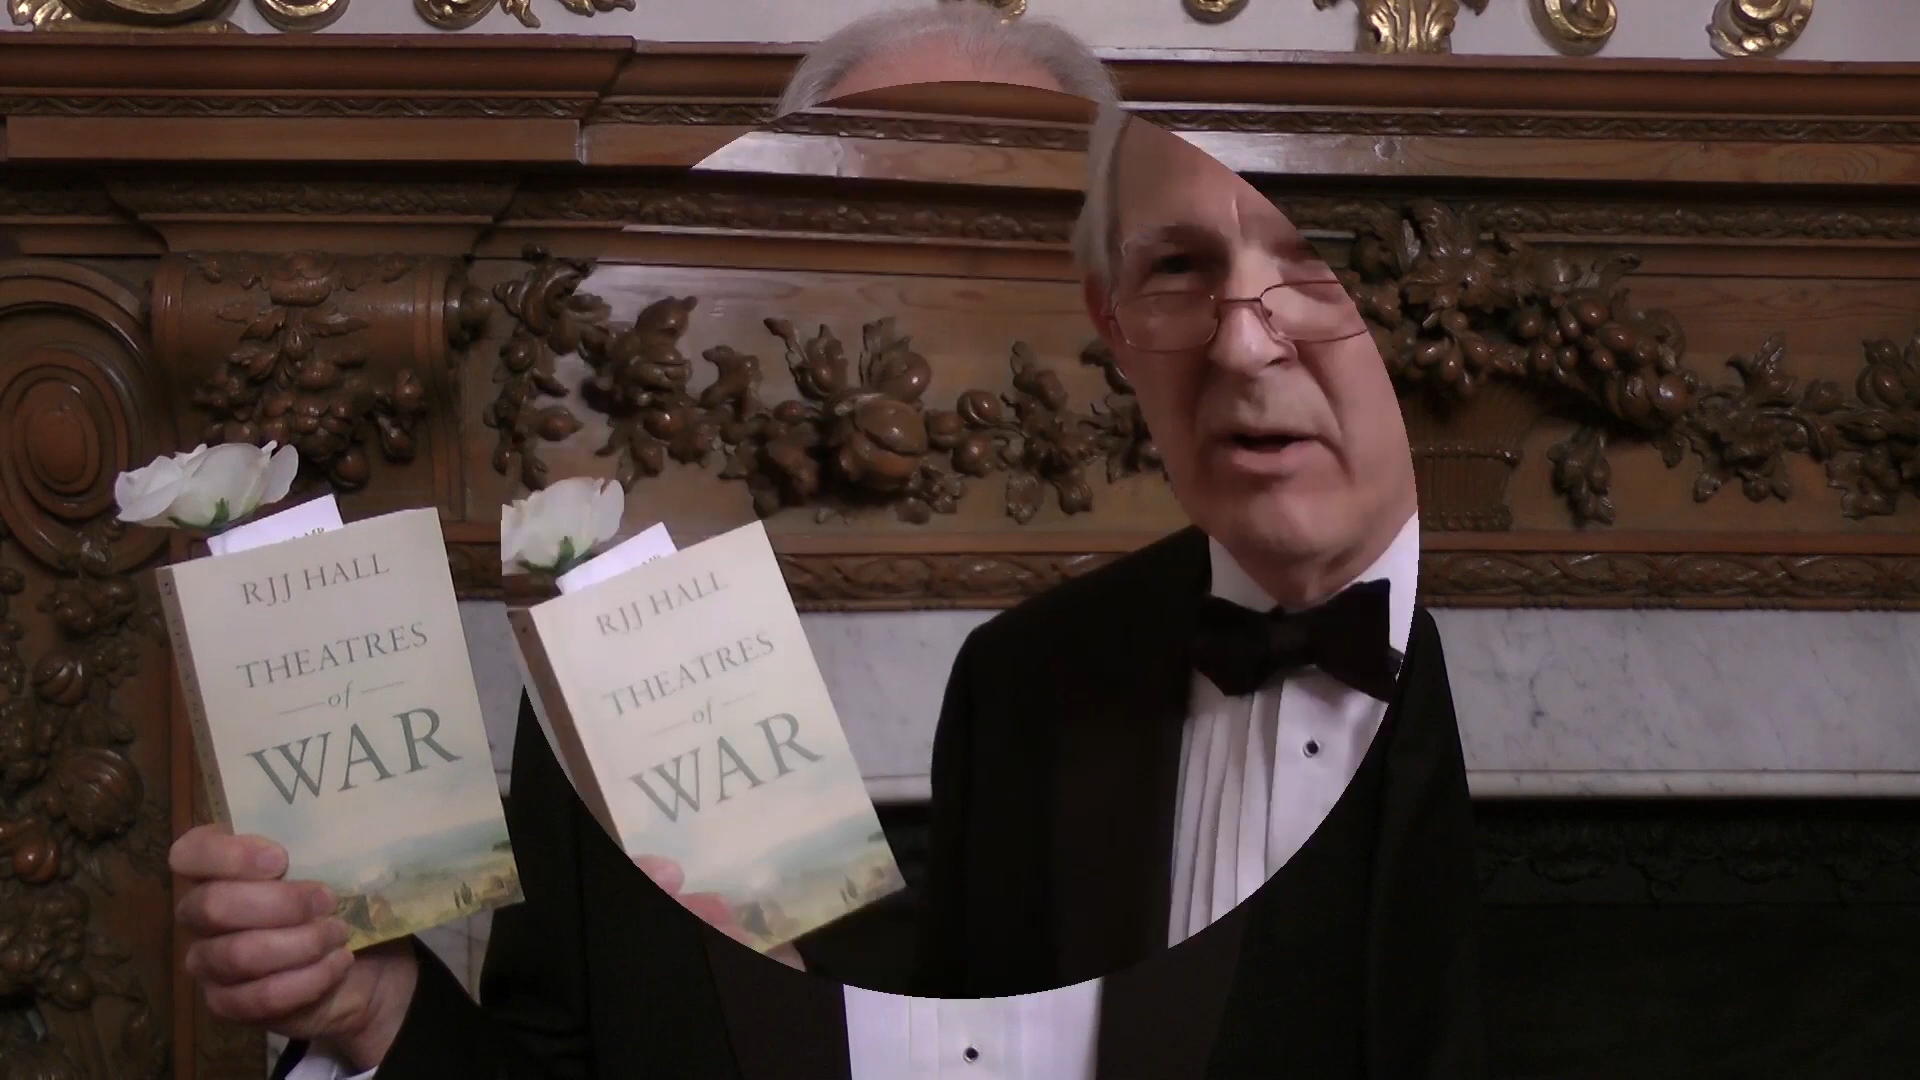 RJJ HALL
THEATRES
of
WAR
RJJ HALL
THEATRES
of
WAR